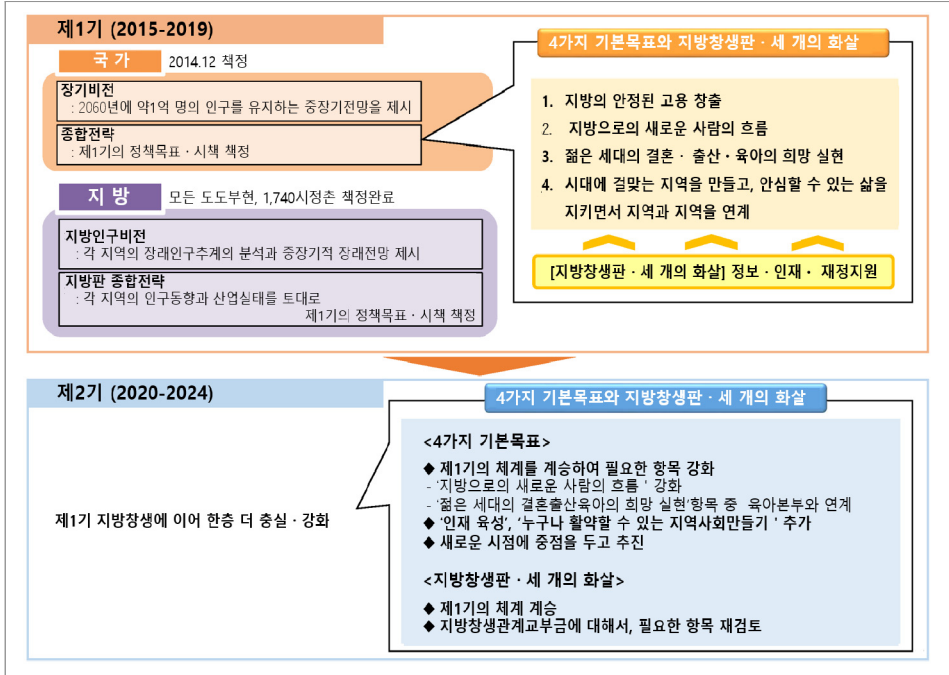 제1기 (2015-2019)
국 가
2014.12 책정
장기비전
: 2060년에 약1억 명의 인구를 유지하는 중장기전망을 제시
종합전략
: 제1기의 정책목표・시책 책정
지 방
모든 도도부현, 1,740시정촌 책정완료
지방인구비전
: 각 지역의 장래인구추계의 분석과 중장기적 장래전망 제시
지방판 종합전략
: 각 지역의 인구동향과 산업실태를 토대로
제1기의 정책목표・시책 책정
4가지 기본목표와 지방창생판・세 개의 화살
1. 지방의 안정된 고용 창출
2. 지방으로의 새로운 사람의 흐름
3. 젊은 세대의 결혼・ 출산・육아의 희망 실현
4. 시대에 걸맞는 지역을 만들고, 안심할 수 있는 삶을
지키면서 지역과 지역을 연계
[지방창생판・세 개의 화살] 정보・인재・ 재정지원
제2기 (2020-2024)
제1기 지방창생에 이어 한층 더 충실・강화
4가지 기본목표와 지방창생판・세 개의 화살
<4가지 기본목표>
◆ 제1기의 체계를 계승하여 필요한 항목 강화
- '지방으로의 새로운 사람의 흐름 ' 강화
- '젊은 세대의 결혼출산육아의 희망 실현'항목 중 육아본부와 연계
◆ '인재 육성', '누구나 활약할 수 있는 지역사회만들기 ' 추가
◆ 새로운 시점에 중점을 두고 추진
<지방창생판・세 개의 화살>
◆ 제1기의 체계 계승
◆ 지방창생관계교부금에 대해서, 필요한 항목 재검토